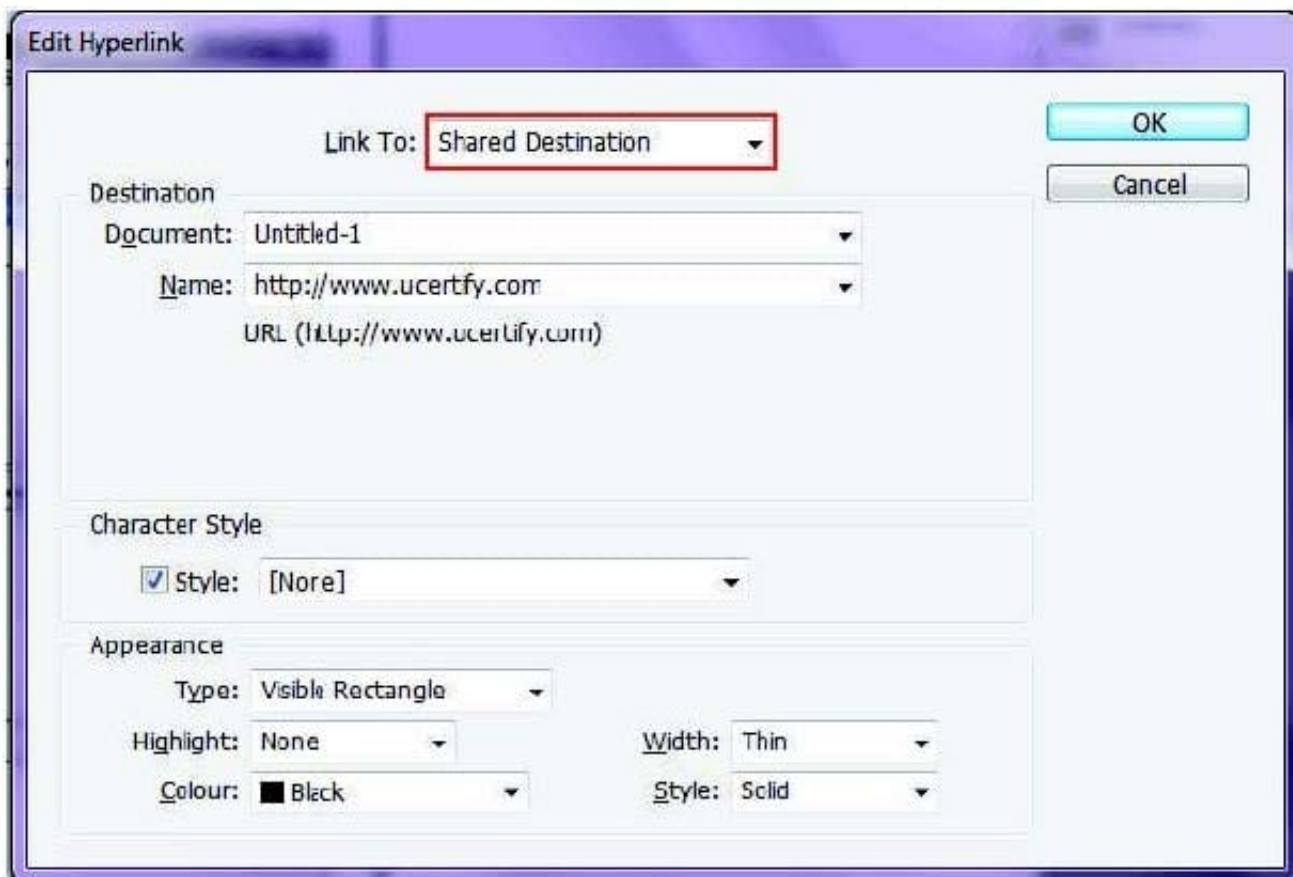 Edit Hyperlink
Link To: Shared Destination
OK
Cancel
Destination
Document: Untitled-1
Name: http://www.ucertify.com
URL (http://www.ucertify.com)
Character Style
Style: [None]
Appearance
Type: Visible Rectangle
Highlight: None
Width: Thin
Colour: Black
Style: Solid